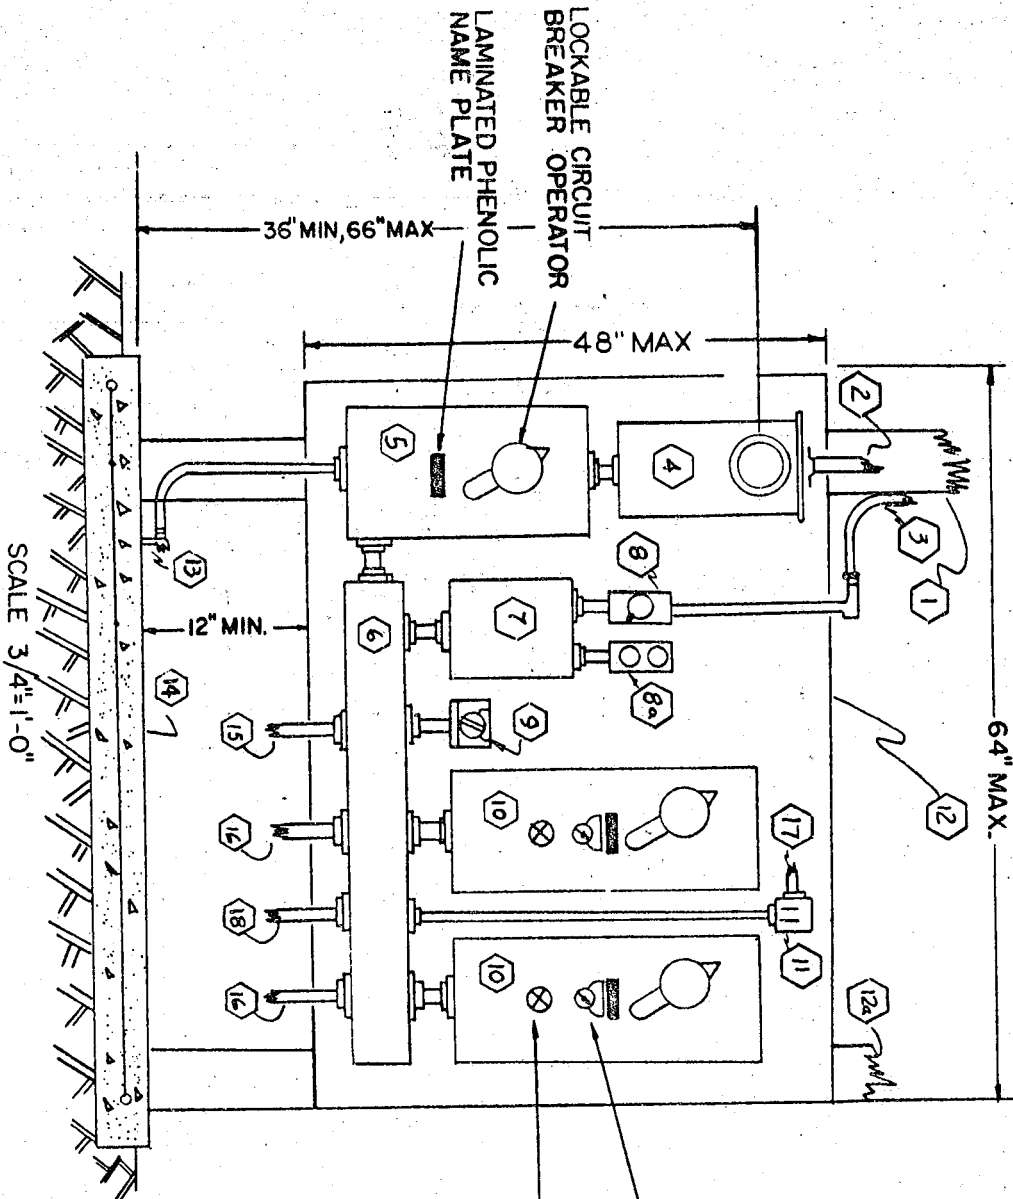 64" MAX.
1
2
3
12
12a
48" MAX
36" MIN, 66" MAX
LOCKABLE CIRCUIT
BREAKER OPERATOR
LAMINATED PHENOLIC
NAME PLATE
4
5
8
8a
7
9
6
10
10
17
11
13
12" MIN.
14
15
16
18
16
SCALE 3/4"=1'-0"